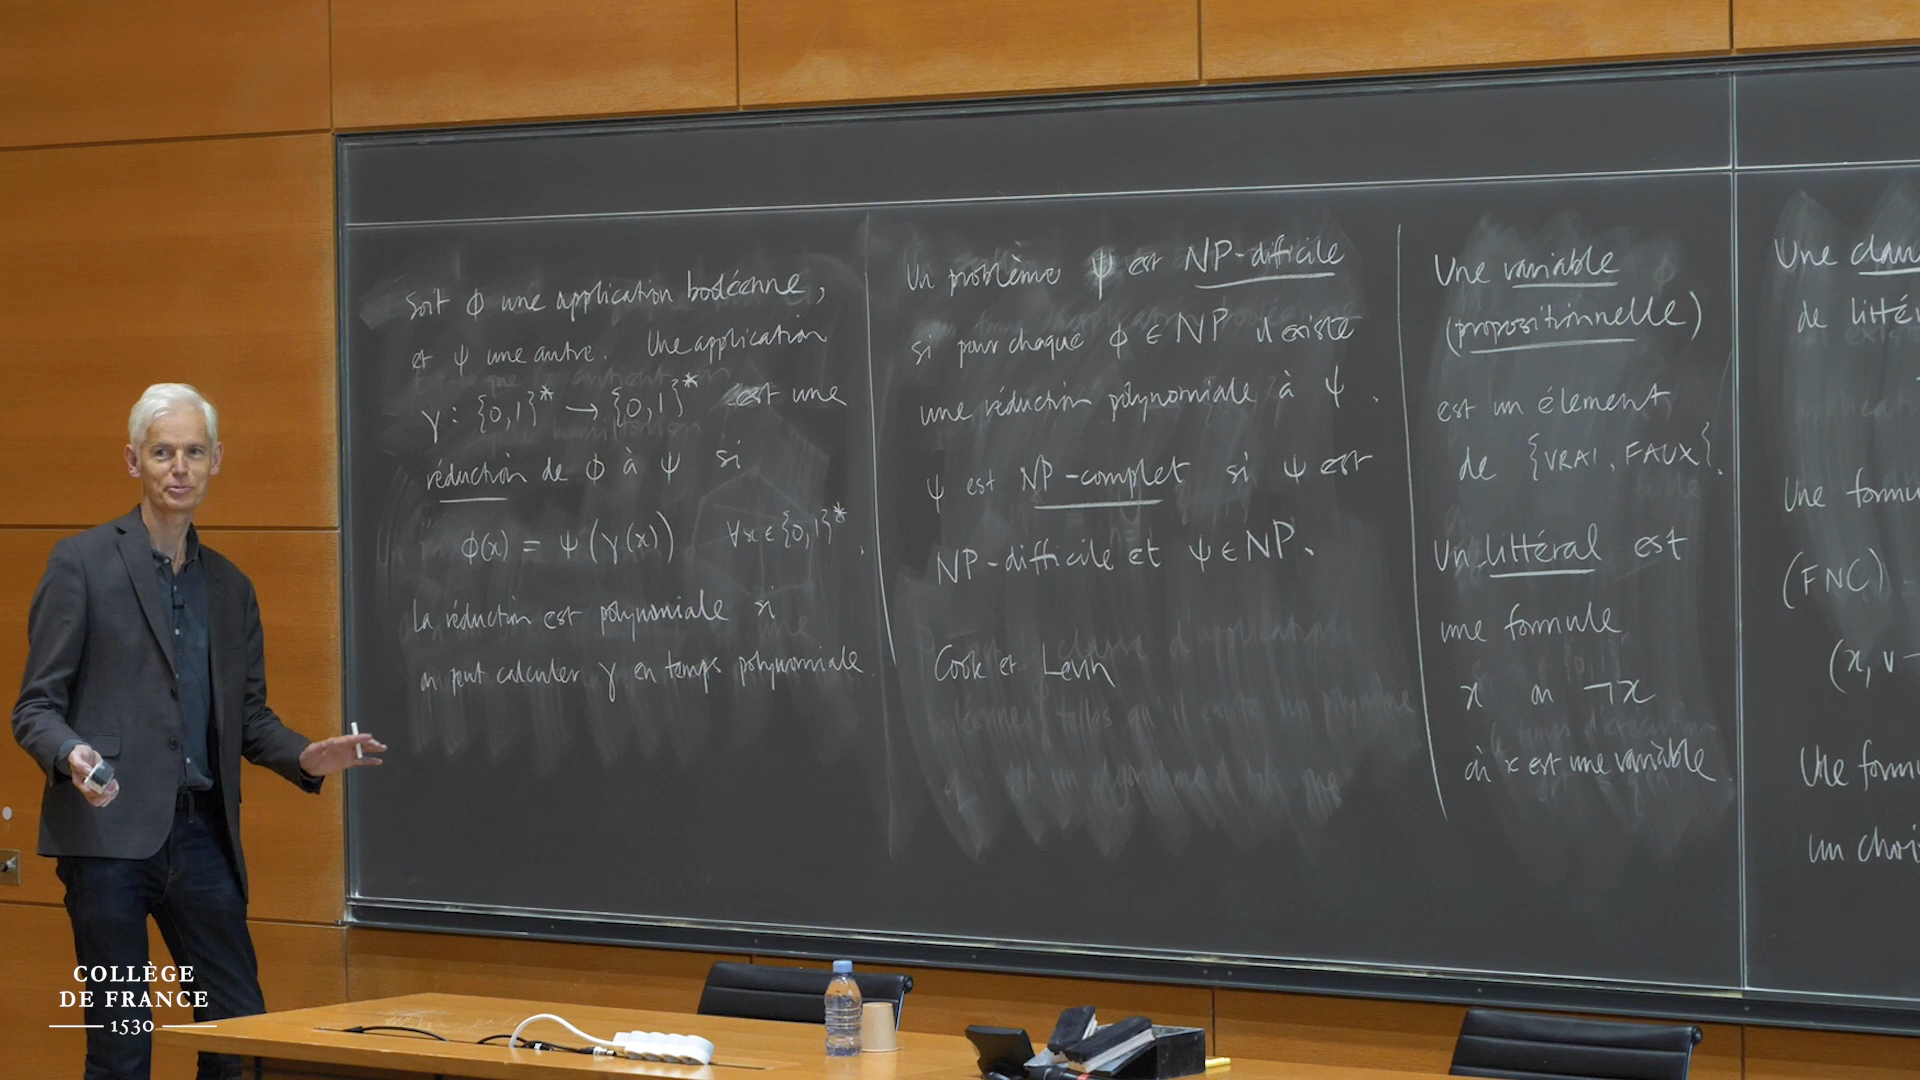 Soit ϕ une application booléenne,
et ψ une autre. Une application
γ : {0,1}* → {0,1}* est une
réduction de ϕ à ψ si
ϕ(x) = ψ(γ(x)) ∀x ∈ {0,1}*.
La réduction est polynomiale si
on peut calculer γ en temps polynomiale.
Un problème ψ est NP-difficile
si pour chaque ϕ ∈ NP il existe
une réduction polynomiale à ψ.
ψ est NP-complet si ψ est
NP-difficile et ψ ∈ NP.
Cook et Levin
Une variable
(propositionnelle)
est un élement
de {VRAI, FAUX}.
Un littéral est
une formule
x ou ¬x
où x est une variable.
Une
de
Une
(FNC)
(x, v
Une
un
COLLÈGE
DE FRANCE
1530